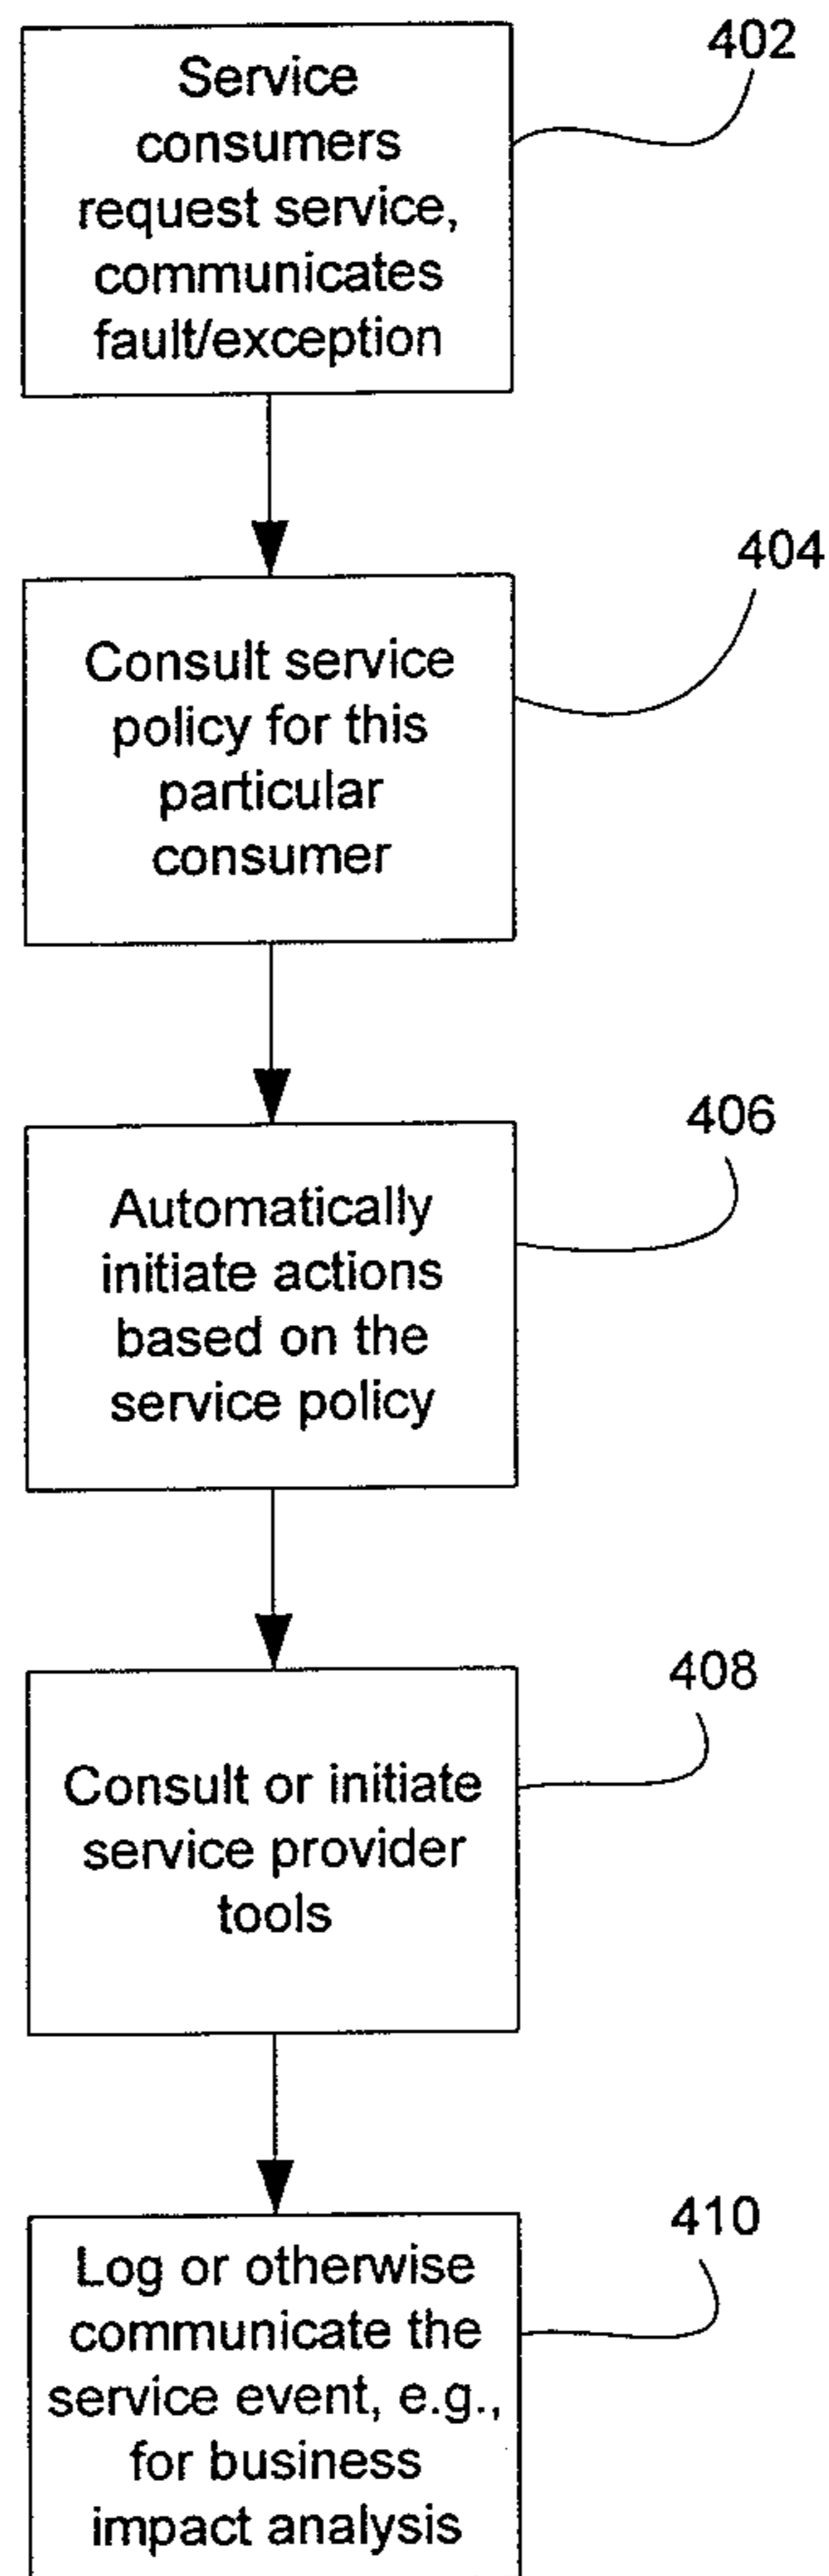 402
Service
consumers
request service,
communicates
fault/exception
404
Consult service
policy for this
particular
consumer
406
Automatically
initiate actions
based on the
service policy
408
Consult or initiate
service provider
tools
410
Log or otherwise
communicate the
service event, e.g.,
for business
impact analysis